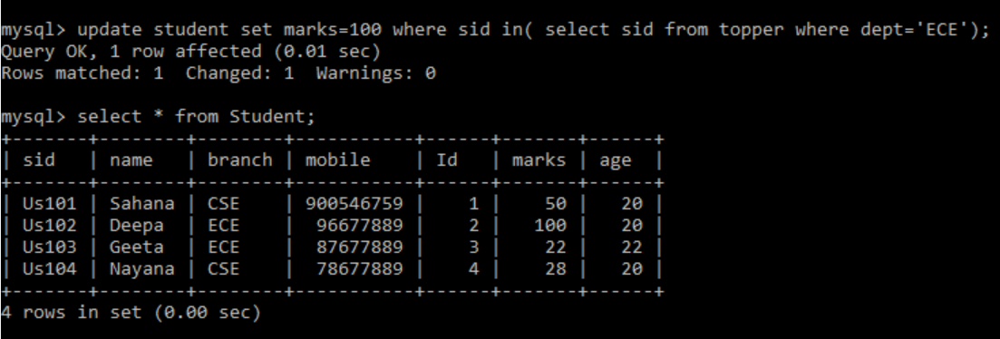 mysql> update student set marks=100 where sid in( select sid from topper where dept='ECE');
Query OK, 1 row affected (0.01 sec)
Rows matched: 1  Changed: 1  Warnings: 0
mysql> select * from Student;
+-------+--------+--------+-----------+------+-------+------+
| sid   | name   | branch | mobile    | Id   | marks | age  |
+-------+--------+--------+-----------+------+-------+------+
| Us101 | Sahana | CSE    | 900546759 |    1 |    50 |   20 |
| Us102 | Deepa  | ECE    |  96677889 |    2 |   100 |   20 |
| Us103 | Geeta  | ECE    |  87677889 |    3 |    22 |   22 |
| Us104 | Nayana | CSE    |  78677889 |    4 |    28 |   20 |
+-------+--------+--------+-----------+------+-------+------+
4 rows in set (0.00 sec)